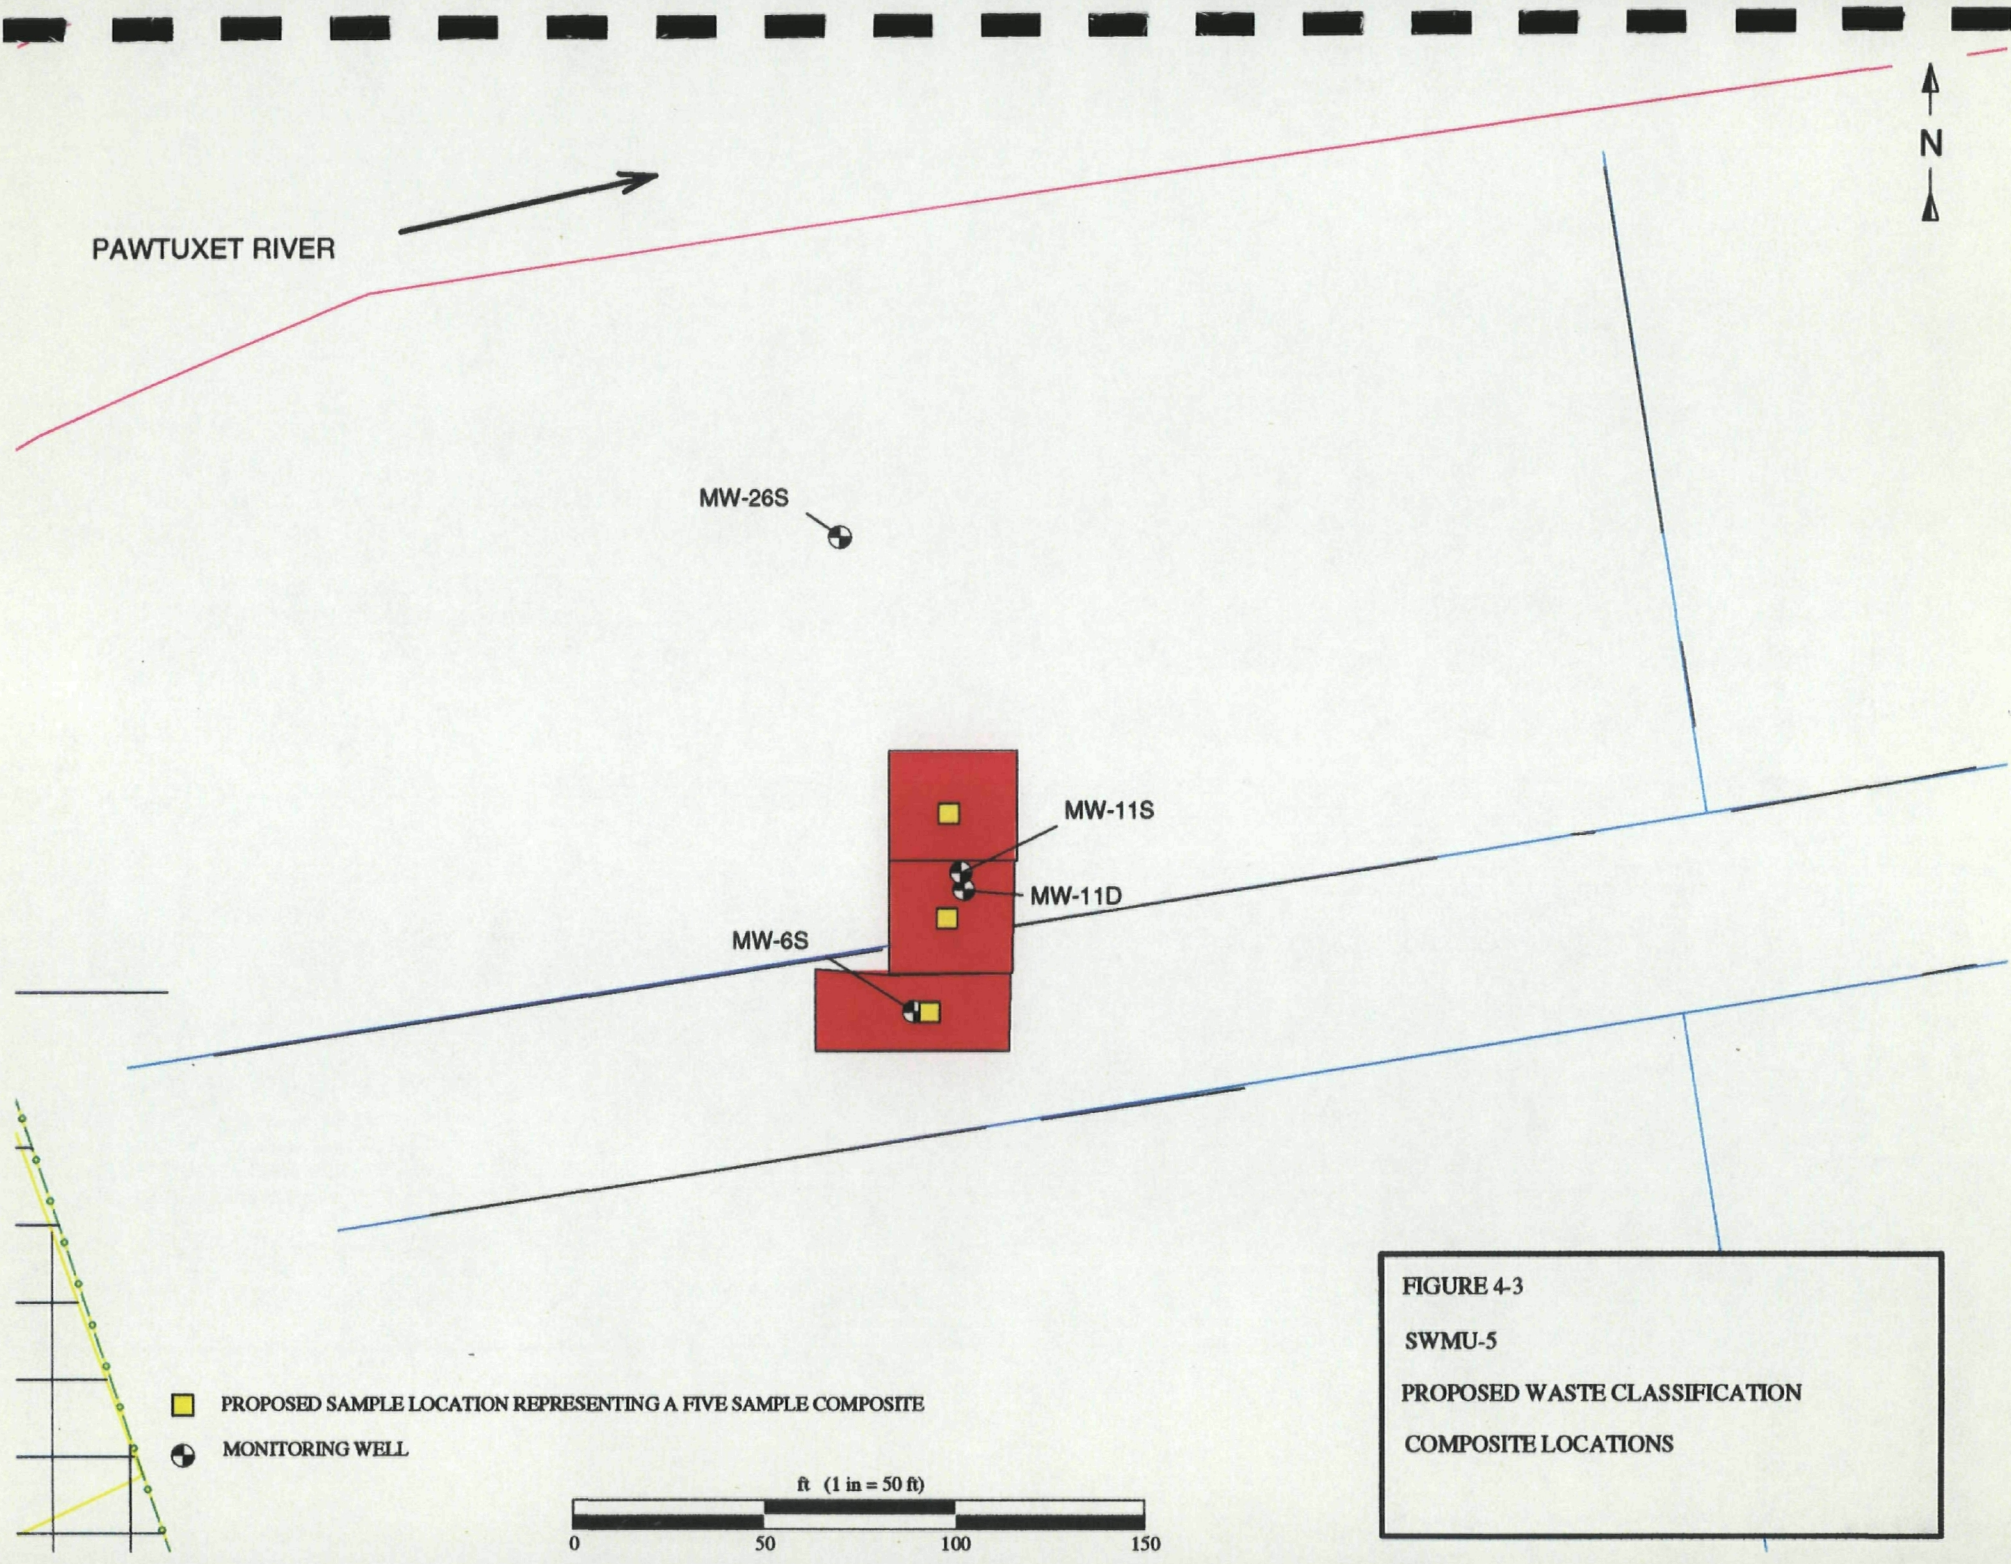 N
PAWTUXET RIVER
MW-26S
MW-11S
MW-11D
MW-6S
FIGURE 4-3
SWMU-5
PROPOSED WASTE CLASSIFICATION
COMPOSITE LOCATIONS
PROPOSED SAMPLE LOCATION REPRESENTING A FIVE SAMPLE COMPOSITE
MONITORING WELL
ft (1 in = 50 ft)
0 50 100 150